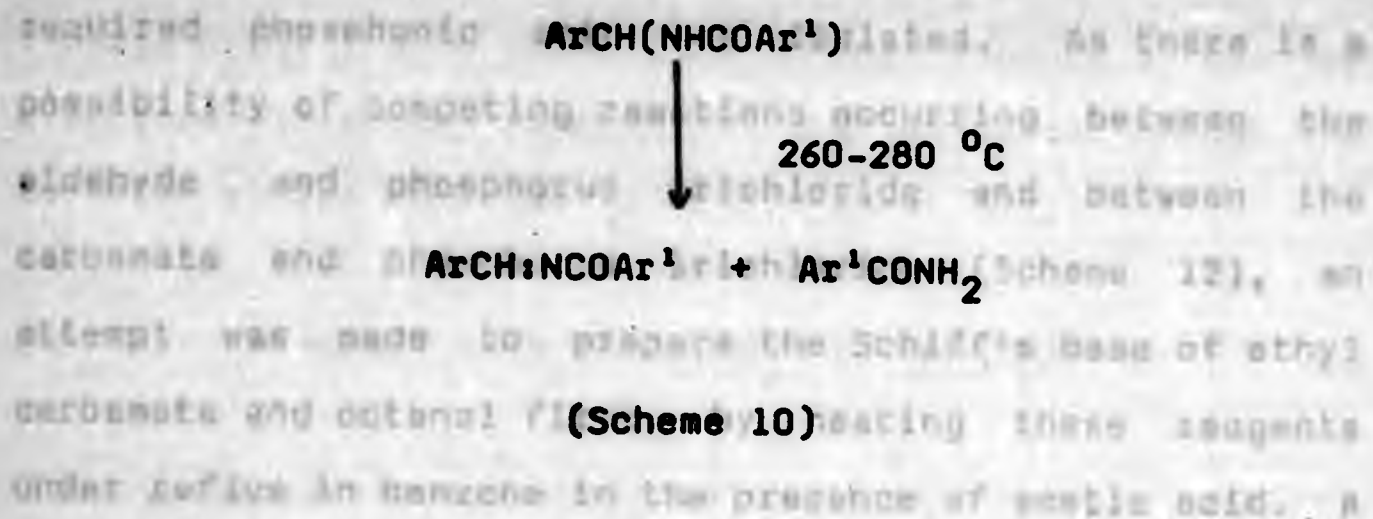 required phosphonic ArCH(NHCOAr¹) isolated. As there is a
possibility of competing reactions occurring between the
260-280 °C
aldehyde and phosphorus trichloride and between the
carbamate and ArCH:NCOAr¹ + Ar¹CONH₂ (Scheme 12), an
attempt was made to prepare the Schiff's base of ethyl
carbamate and octanal (Scheme 10) heating these reagents
under reflux in benzene in the presence of acetic acid. A